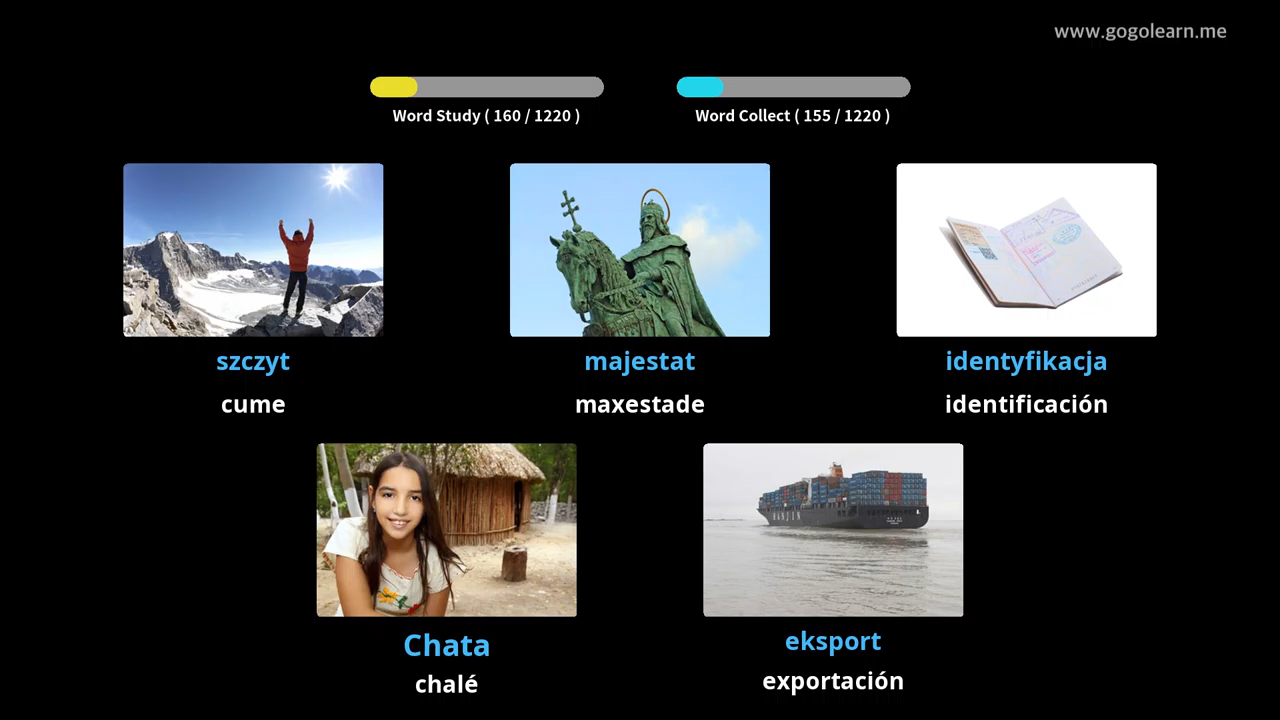 www.gogolearn.me
Word Study ( 160 / 1220 )
Word Collect ( 155 / 1220 )
szczyt
majestat
identyfikacja
cume
maxestade
identificación
HANJIN
Chata
eksport
chalé
exportación